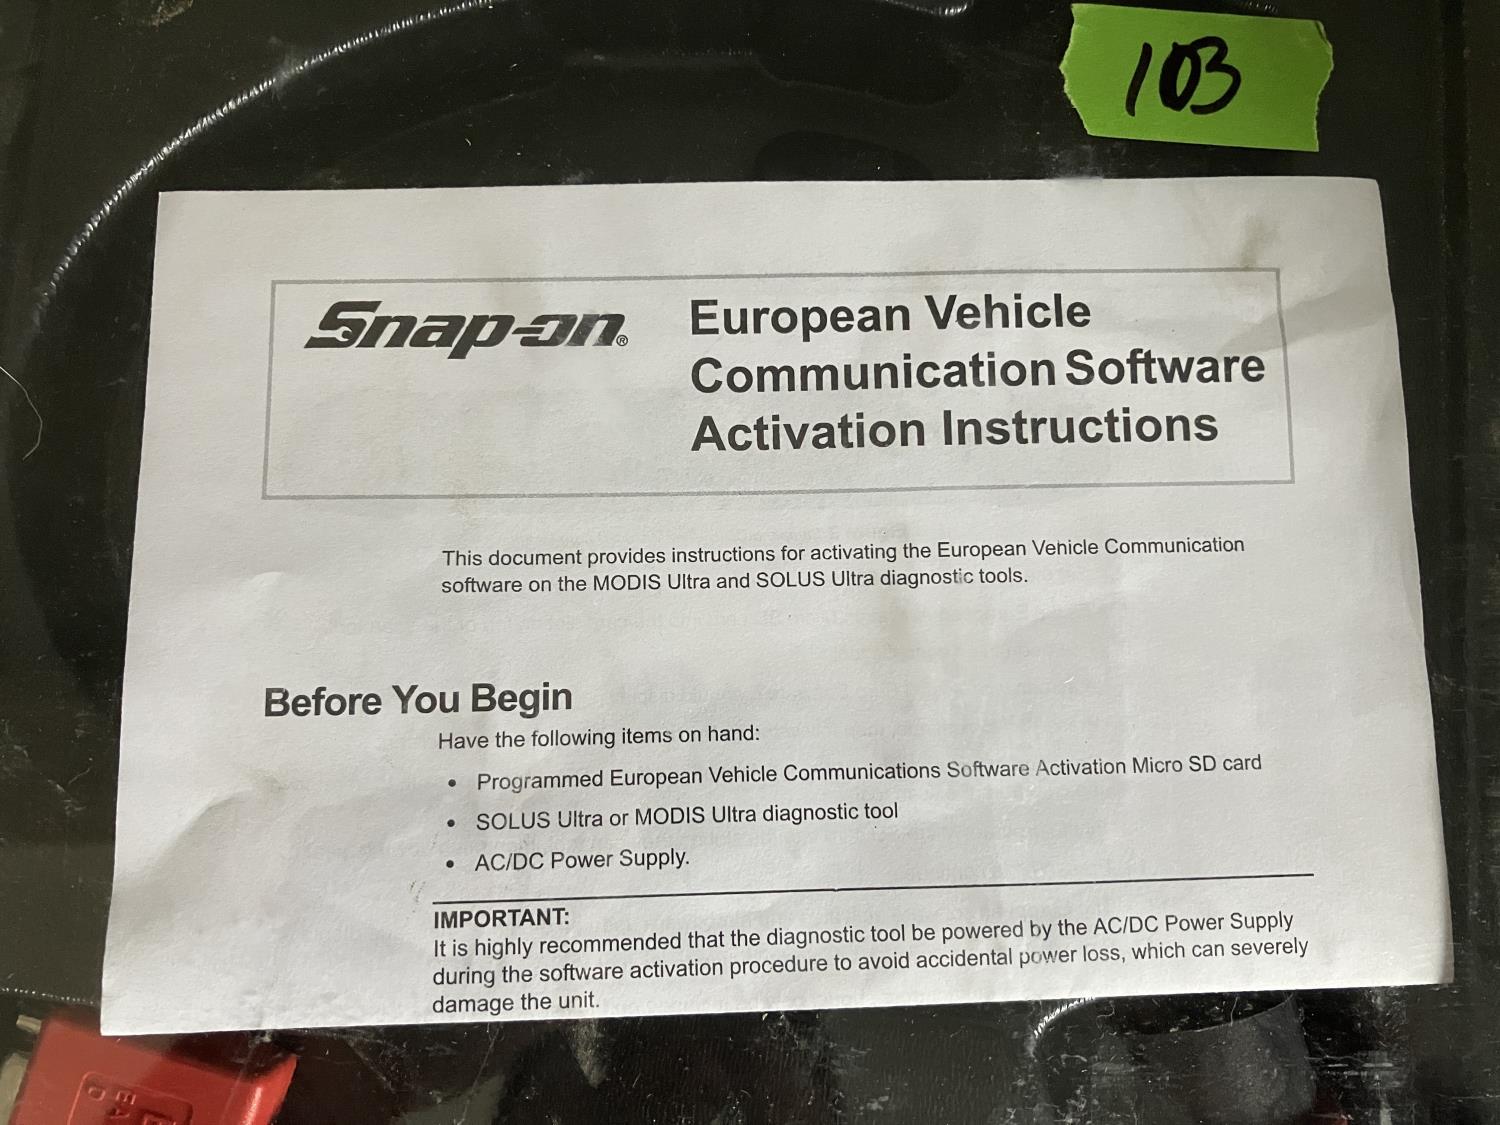 103
Snap-on®
European Vehicle
Communication Software
Activation Instructions
This document provides instructions for activating the European Vehicle Communication
software on the MODIS Ultra and SOLUS Ultra diagnostic tools.
Before You Begin
Have the following items on hand:
• Programmed European Vehicle Communications Software Activation Micro SD card
• SOLUS Ultra or MODIS Ultra diagnostic tool
• AC/DC Power Supply.
IMPORTANT:
It is highly recommended that the diagnostic tool be powered by the AC/DC Power Supply
during the software activation procedure to avoid accidental power loss, which can severely
damage the unit.